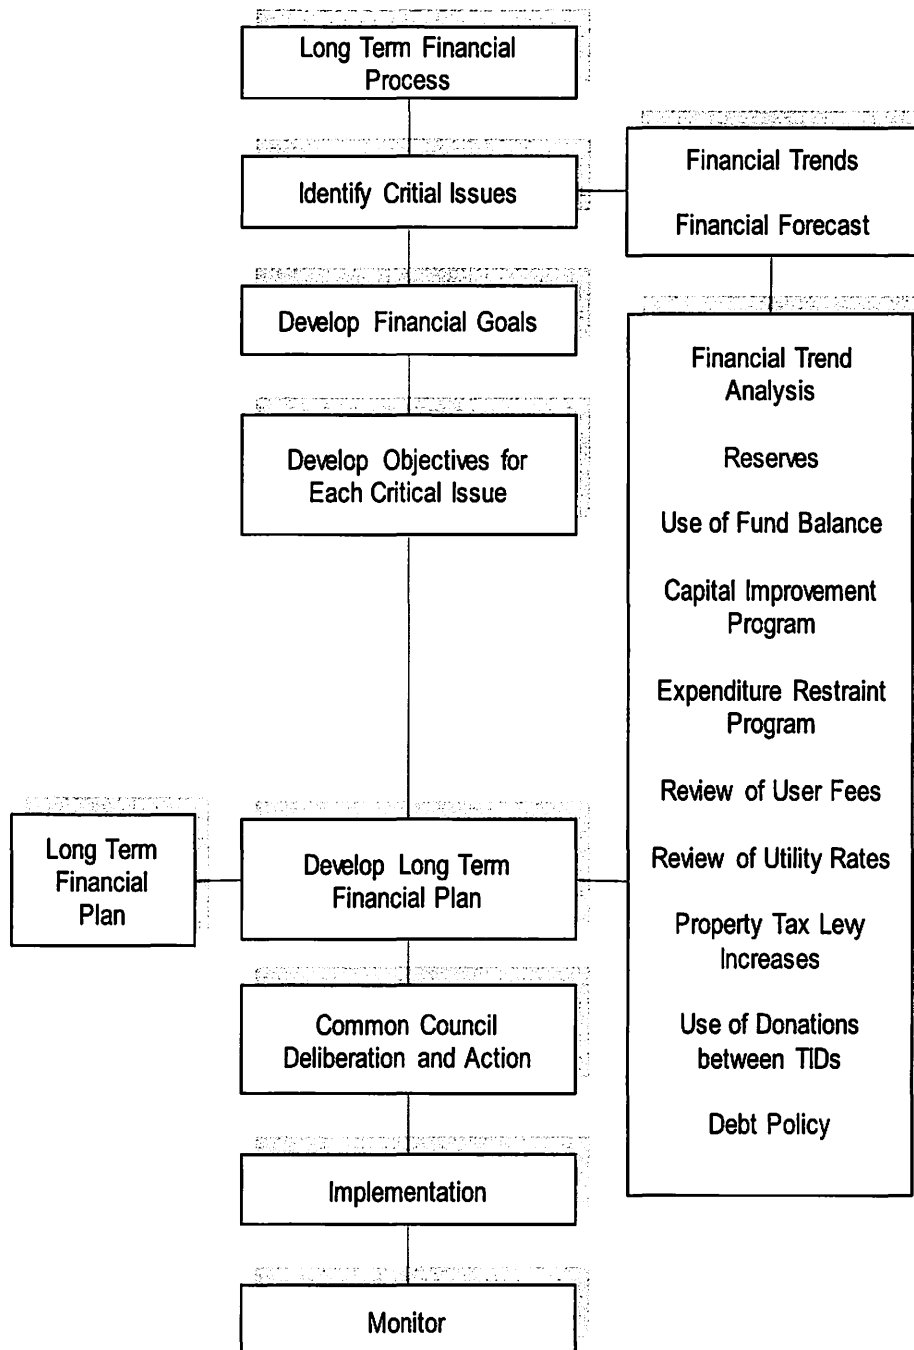 Long Term Financial
Process
Identify Critial Issues
Financial Trends
Financial Forecast
Develop Financial Goals
Develop Objectives for
Each Critical Issue
Financial Trend
Analysis
Reserves
Use of Fund Balance
Capital Improvement
Program
Expenditure Restraint
Program
Review of User Fees
Review of Utility Rates
Property Tax Levy
Increases
Use of Donations
between TIDs
Debt Policy
Long Term
Financial
Plan
Develop Long Term
Financial Plan
Common Council
Deliberation and Action
Implementation
Monitor